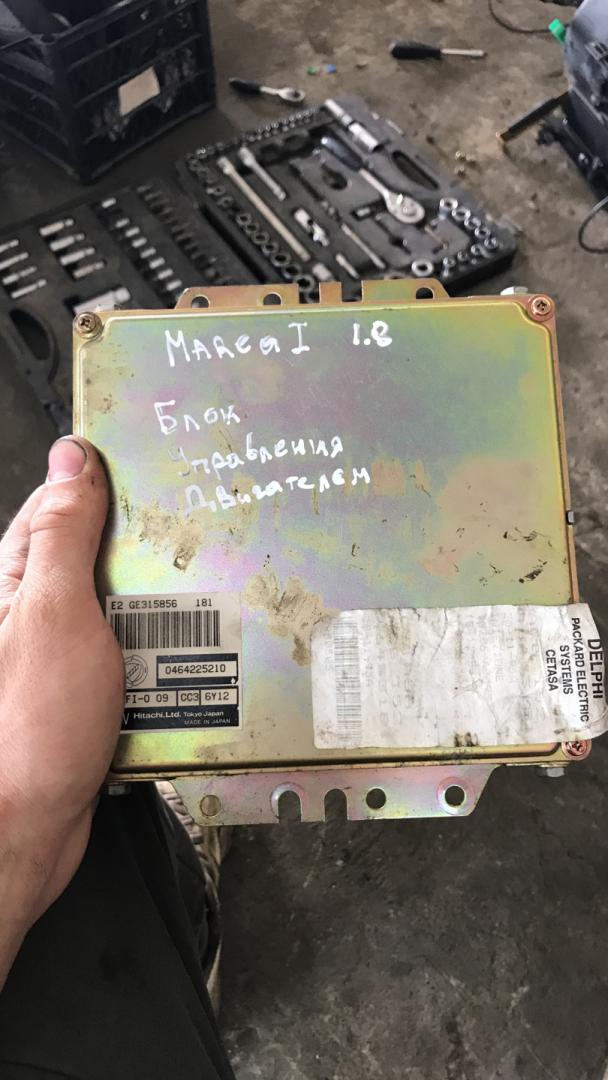 Marea I 1.8
Блок
Управления
Двигателем
E2 GE315856 181
0464225210
FI-0 09 CC3 6Y12
Hitachi,Ltd. Tokyo Japan
MADE IN JAPAN
DELPHI
PACKARD ELECTRIC
SYSTEMS
CETASA